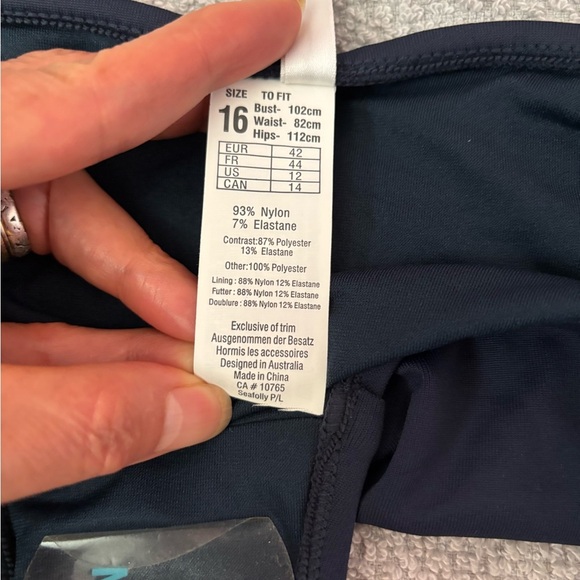 SIZE TO FIT
16 Bust- 102cm
Waist- 82cm
Hips- 112cm
EUR 42
FR 44
US 12
CAN 14
93% Nylon
7% Elastane
Contrast:87% Polyester
13% Elastane
Other:100% Polyester
Lining : 88% Nylon 12% Elastane
Futter : 88% Nylon 12% Elastane
Doublure : 88% Nylon 12% Elastane
Exclusive of trim
Ausgenommen der Besatz
Hormis les accessoires
Designed in Australia
Made in China
CA # 10765
Seafolly P/L